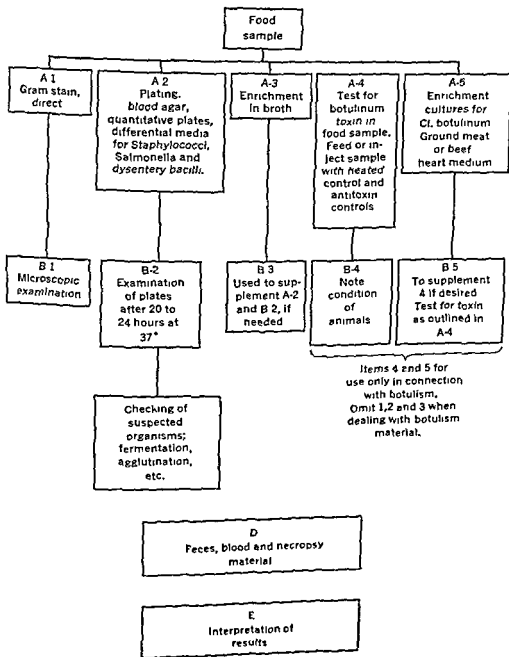 Food
sample
A 1
Gram stain,
direct
A 2
Plating.
blood agar,
quantitative plates,
differential media
for Staphylococci,
Salmonella and
dysentery bacilli.
A-3
Enrichment
in broth
A-4
Test for
botulinum
toxin in
food sample.
Feed or in-
ject sample
with heated
control and
antitoxin
controls
A-5
Enrichment
cultures for
Cl. botulinum
Ground meat
or beef
heart medium
B 1
Microscopic
examination
B-2
Examination
of plates
after 20 to
24 hours at
37°
B 3
Used to sup-
plement A-2
and B 2, if
needed
B-4
Note
condition
of
animals
B 5
To supplement
4 if desired
Test for toxin
as outlined in
A-4
Items 4 and 5 for
use only in connection
with botulism.
Omit 1,2 and 3 when
dealing with botulism
material.
Checking of
suspected
organisms;
fermentation,
agglutination,
etc.
D
Feces, blood and necropsy
material
E
Interpretation of
results